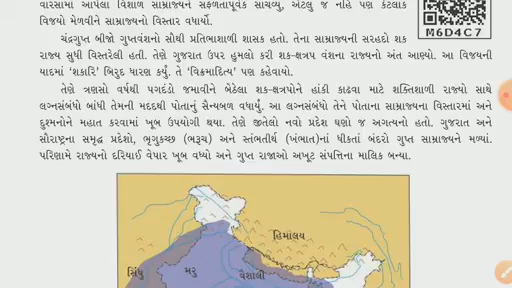 વારસામાં આપેલા વિશાળ સામ્રાજ્યને સફળતાપૂર્વક સાચવ્યું, એટલું જ નહિ પણ કેટલાક
વિજયો મેળવીને સામ્રાજ્યનો વિસ્તાર વધાર્યો.
M6D4C7
ચંદ્રગુપ્ત બીજો ગુપ્તવંશનો સૌથી પ્રતિભાશાળી શાસક હતો. તેના સામ્રાજ્યની સરહદો શક
રાજ્ય સુધી વિસ્તરેલી હતી. તેણે ગુજરાત ઉપર હુમલો કરી શક-ક્ષત્રપ વંશના રાજ્યનો અંત આણ્યો. આ વિજયની
યાદમાં 'શકારિ' બિરુદ ધારણ કર્યું. તે 'વિક્રમાદિત્ય' પણ કહેવાયો.
તેણે ત્રણસો વર્ષથી પગદંડો જમાવીને બેઠેલા શક-ક્ષત્રપોને હાંકી કાઢવા માટે શક્તિશાળી રાજ્યો સાથે
લગ્નસંબંધો બાંધી તેમની મદદથી પોતાનું સૈન્યબળ વધાર્યું. આ લગ્નસંબંધો તેને પોતાના સામ્રાજ્યના વિસ્તારમાં અને
દુશ્મનોને મહાત કરવામાં ખૂબ ઉપયોગી થયા. તેણે જીતેલો નવો પ્રદેશ ઘણો જ અગત્યનો હતો. ગુજરાત અને
સૌરાષ્ટ્રના સમૃદ્ધ પ્રદેશો, ભૃગુકચ્છ (ભરૂચ) અને સ્તંભતીર્થ (ખંભાત)નાં ધીકતાં બંદરો ગુપ્ત સામ્રાજ્યને મળ્યાં.
પરિણામે રાજ્યનો દરિયાઈ વેપાર ખૂબ વધ્યો અને ગુપ્ત રાજાઓ અખૂટ સંપત્તિના માલિક બન્યા.
હિમાલય
સિંધુ
મરુ
વૈશાલી